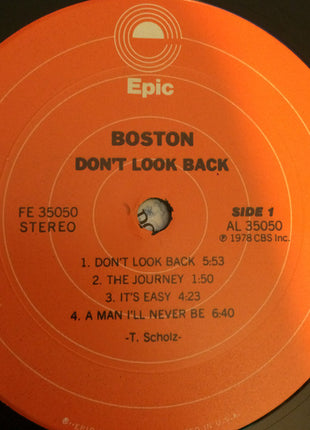 Epic
BOSTON
DON'T LOOK BACK
FE 35050
STEREO
SIDE 1
AL 35050
℗ 1978 CBS Inc.
1. DON'T LOOK BACK 5:53
2. THE JOURNEY 1:50
3. IT'S EASY 4:23
4. A MAN I'LL NEVER BE 6:40
-T. Scholz-